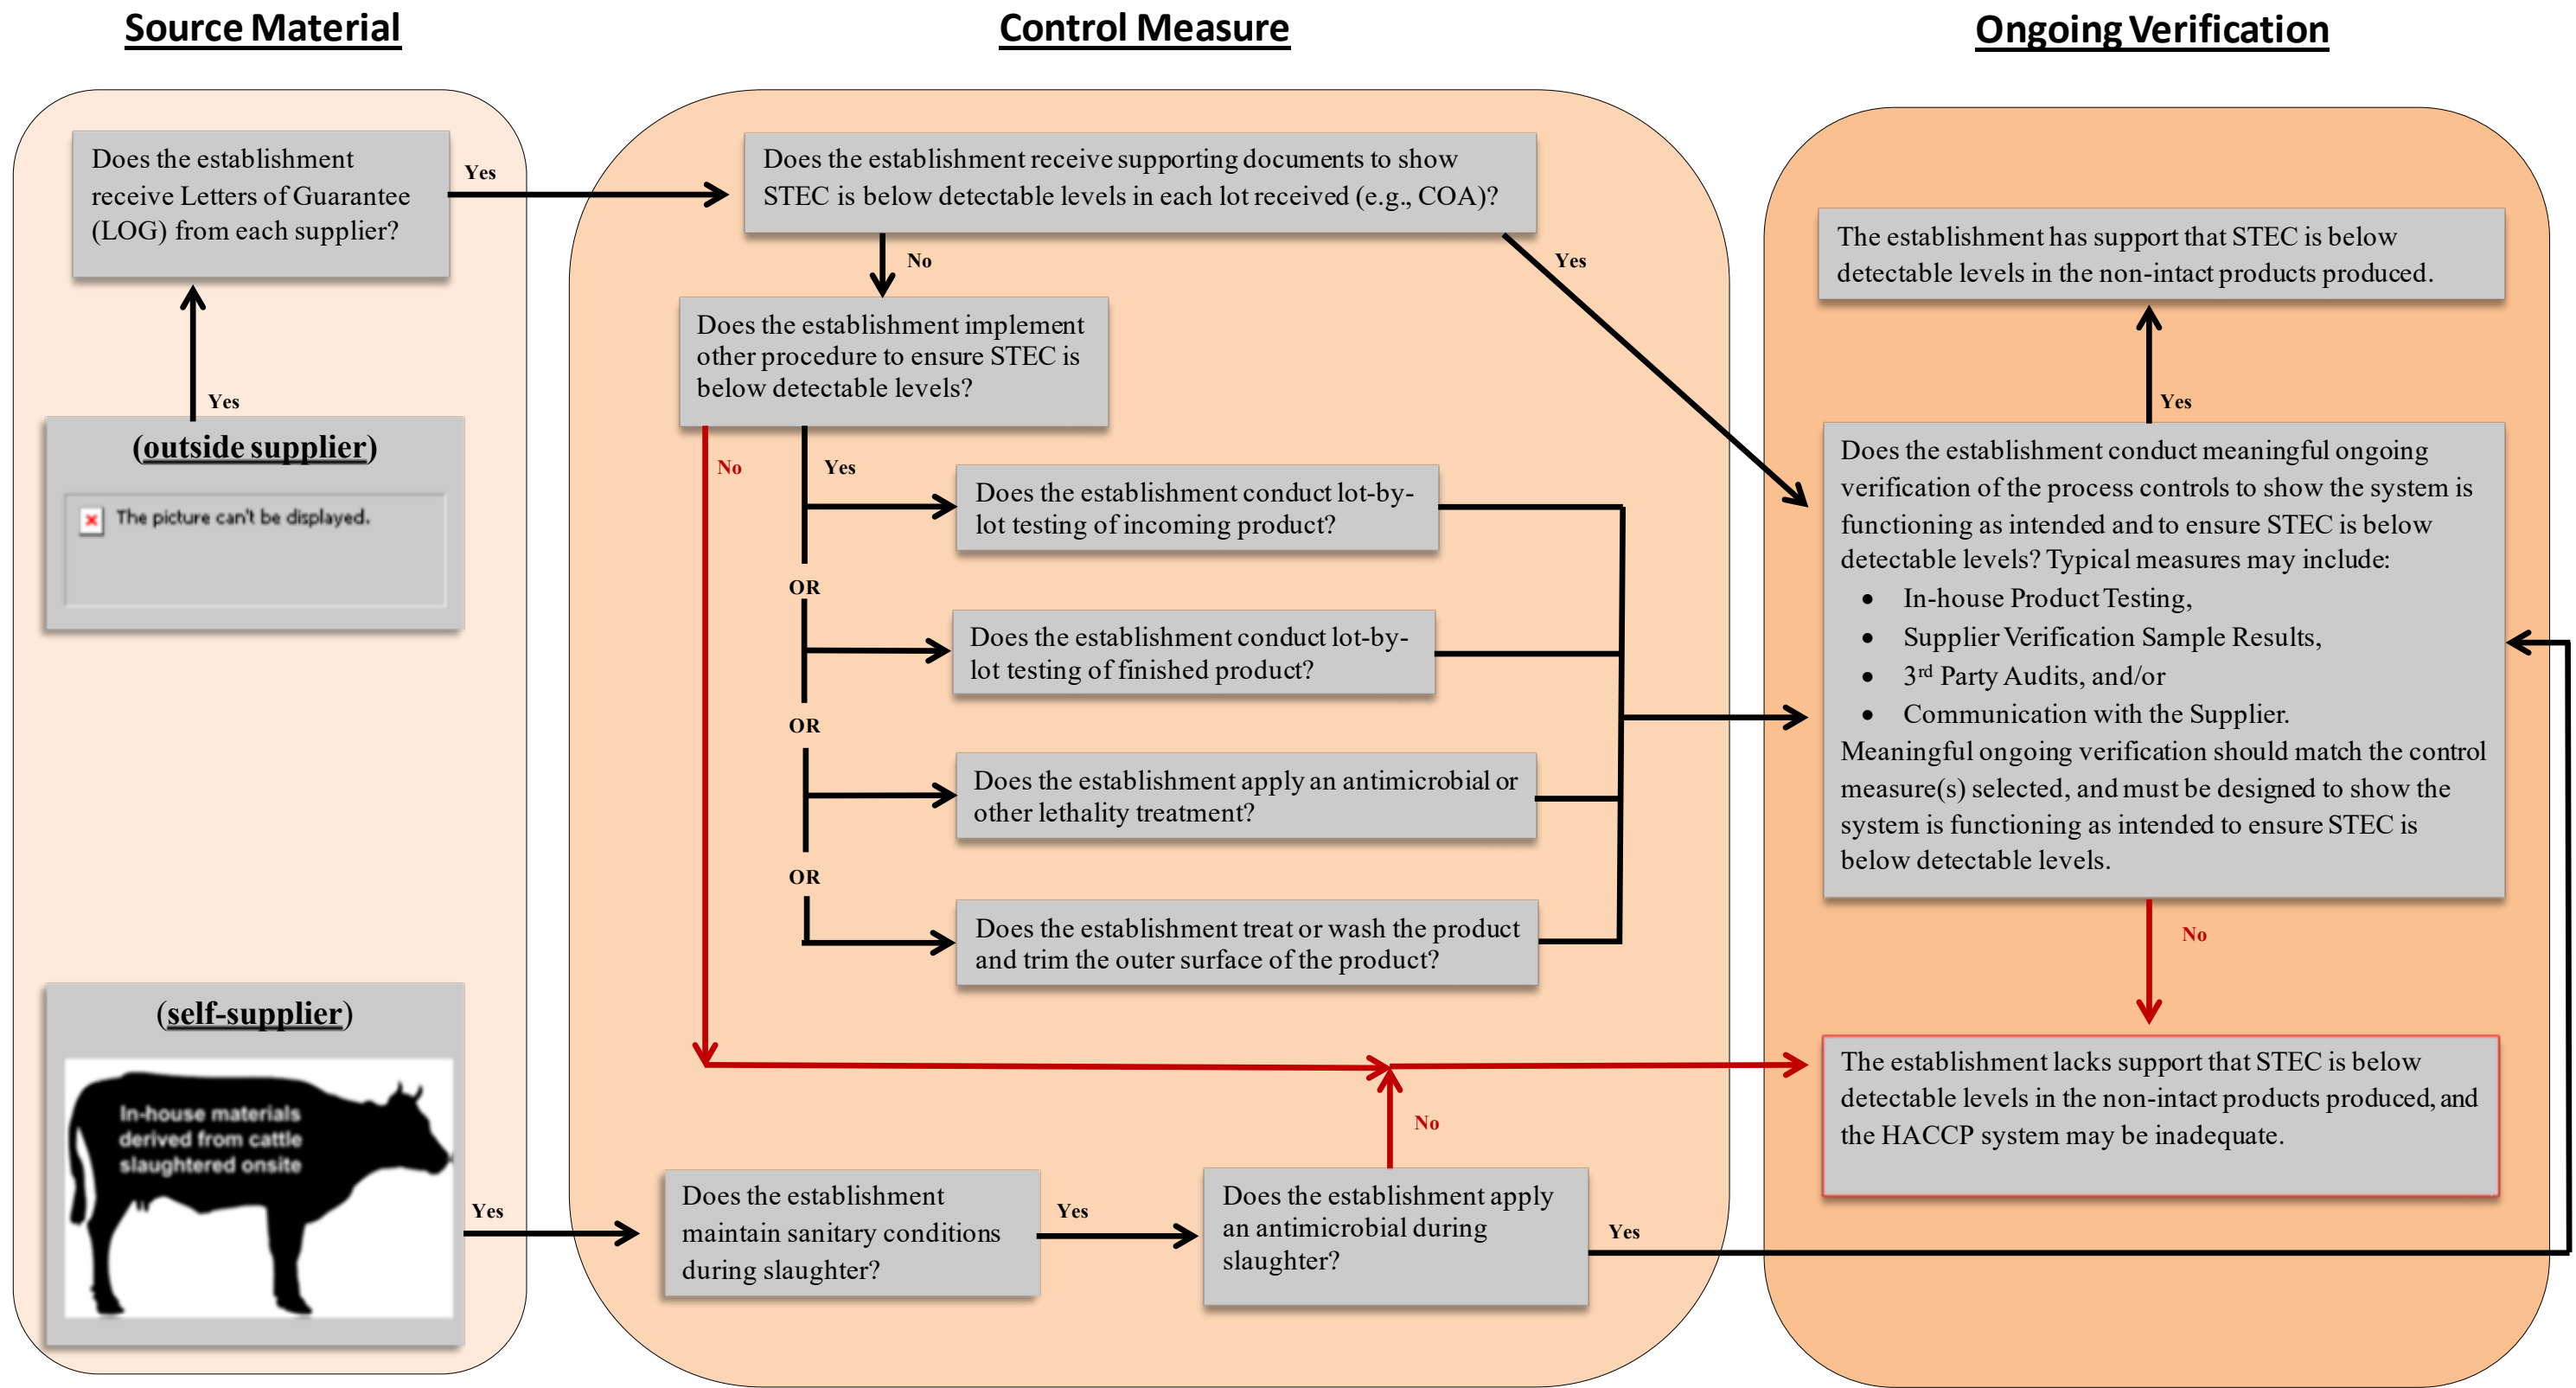 Source Material
Control Measure
Ongoing Verification
Does the establishment
receive Letters of Guarantee
(LOG) from each supplier?
Yes
Yes
(outside supplier)
The picture can't be displayed.
(self-supplier)
In-house materials
derived from cattle
slaughtered onsite
Yes
Does the establishment receive supporting documents to show
STEC is below detectable levels in each lot received (e.g., COA)?
No
Yes
Does the establishment implement
other procedure to ensure STEC is
below detectable levels?
No
Yes
Does the establishment conduct lot-by-
lot testing of incoming product?
OR
Does the establishment conduct lot-by-
lot testing of finished product?
OR
Does the establishment apply an antimicrobial or
other lethality treatment?
OR
Does the establishment treat or wash the product
and trim the outer surface of the product?
Does the establishment
maintain sanitary conditions
during slaughter?
Yes
No
Does the establishment apply
an antimicrobial during
slaughter?
Yes
The establishment has support that STEC is below
detectable levels in the non-intact products produced.
Yes
Does the establishment conduct meaningful ongoing
verification of the process controls to show the system is
functioning as intended and to ensure STEC is below
detectable levels? Typical measures may include:
• In-house Product Testing,
• Supplier Verification Sample Results,
• 3rd Party Audits, and/or
• Communication with the Supplier.
Meaningful ongoing verification should match the control
measure(s) selected, and must be designed to show the
system is functioning as intended to ensure STEC is
below detectable levels.
No
The establishment lacks support that STEC is below
detectable levels in the non-intact products produced, and
the HACCP system may be inadequate.